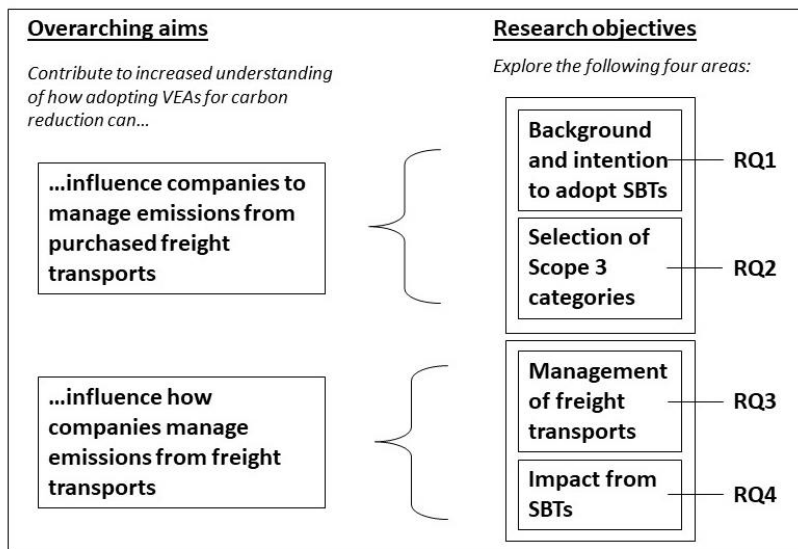 Overarching aims
Contribute to increased understanding
of how adopting VEAs for carbon
reduction can...
...influence companies to
manage emissions from
purchased freight
transports
...influence how
companies manage
emissions from freight
transports
Research objectives
Explore the following four areas:
Background
and intention
to adopt SBTs
RQ1
Selection of
Scope 3
categories
RQ2
Management
of freight
transports
RQ3
Impact from
SBTs
RQ4